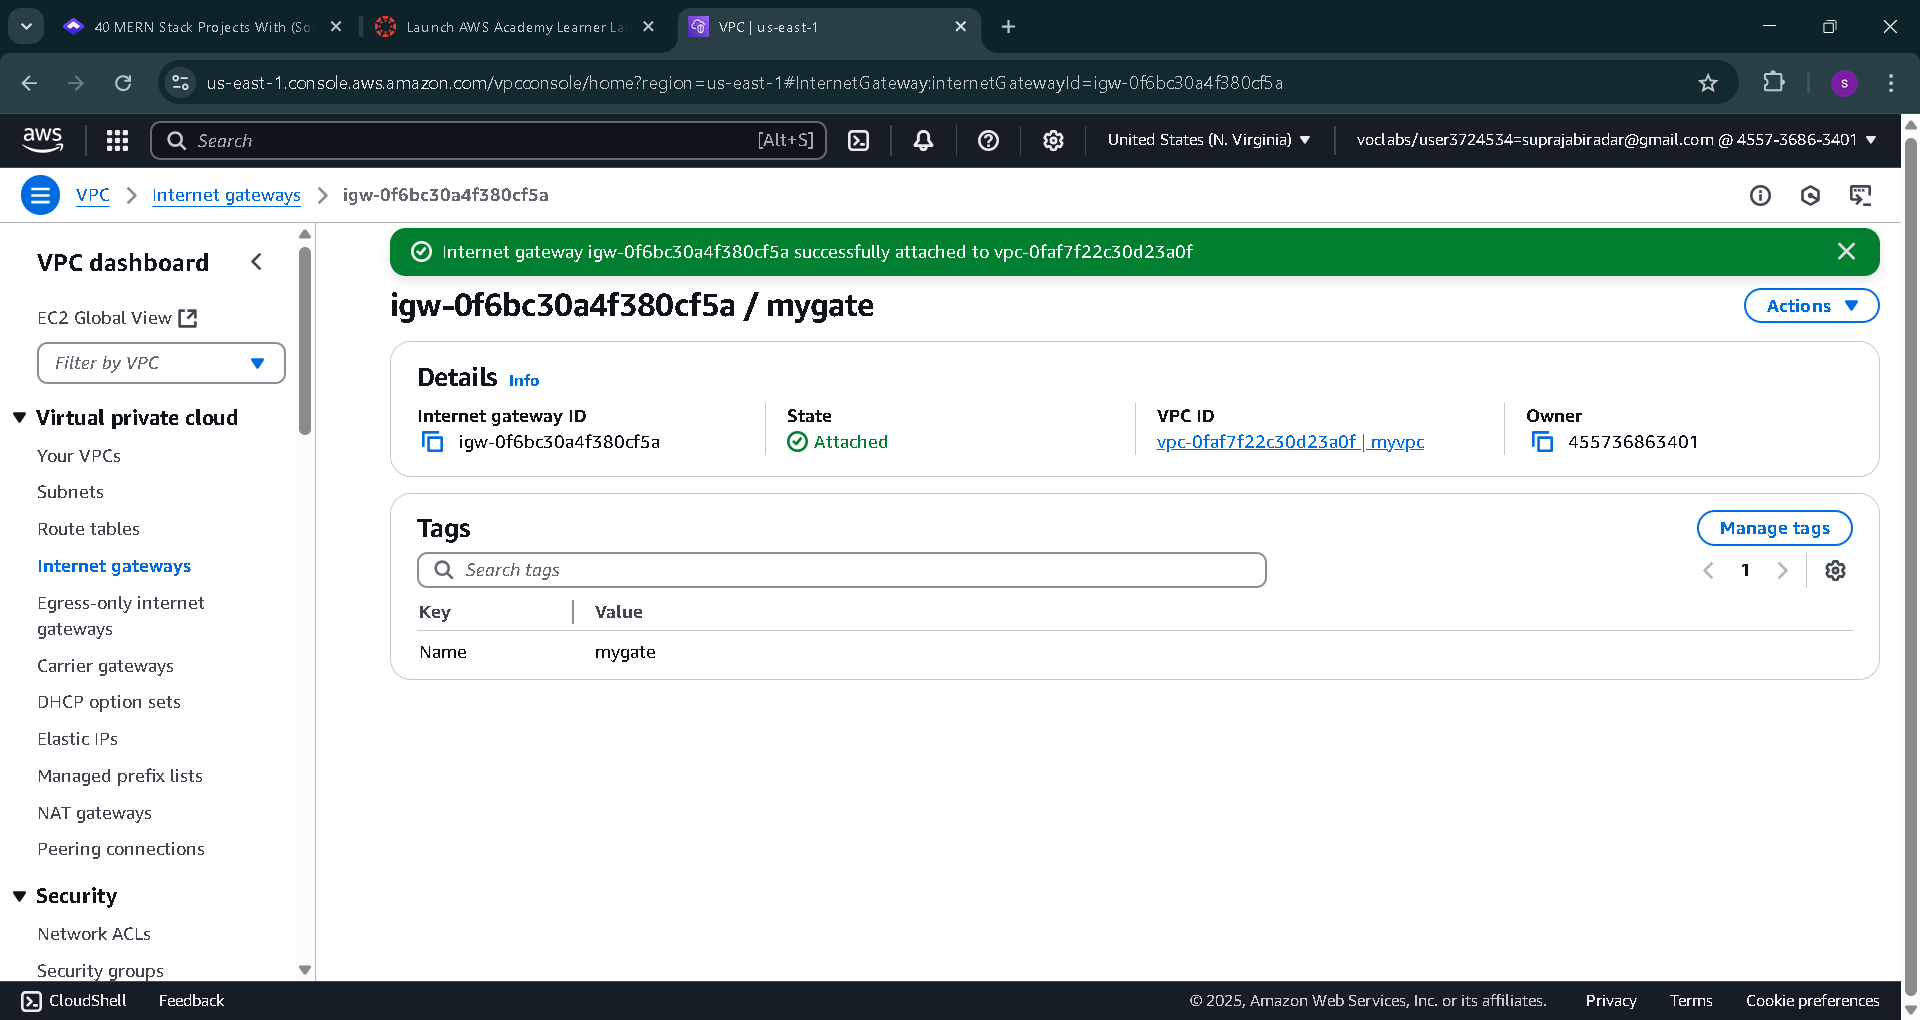 40 MERN Stack Projects With (So
Launch AWS Academy Learner La
VPC | us-east-1
us-east-1.console.aws.amazon.com/vpcconsole/home?region=us-east-1#InternetGateway:internetGatewayId=igw-0f6bc30a4f380cf5a
s
aws
Search
[Alt+S]
United States (N. Virginia)
voclabs/user3724534=suprajabiradar@gmail.com @ 4557-3686-3401
VPC
Internet gateways
igw-0f6bc30a4f380cf5a
VPC dashboard
EC2 Global View
Filter by VPC
Virtual private cloud
Your VPCs
Subnets
Route tables
Internet gateways
Egress-only internet
gateways
Carrier gateways
DHCP option sets
Elastic IPs
Managed prefix lists
NAT gateways
Peering connections
Security
Network ACLs
Security groups
Internet gateway igw-0f6bc30a4f380cf5a successfully attached to vpc-0faf7f22c30d23a0f
igw-0f6bc30a4f380cf5a / mygate
Actions
Details Info
Internet gateway ID
igw-0f6bc30a4f380cf5a
State
Attached
VPC ID
vpc-0faf7f22c30d23a0f | myvpc
Owner
455736863401
Tags
Manage tags
Search tags
1
Key Value
Name mygate
CloudShell
Feedback
© 2025, Amazon Web Services, Inc. or its affiliates.
Privacy
Terms
Cookie preferences